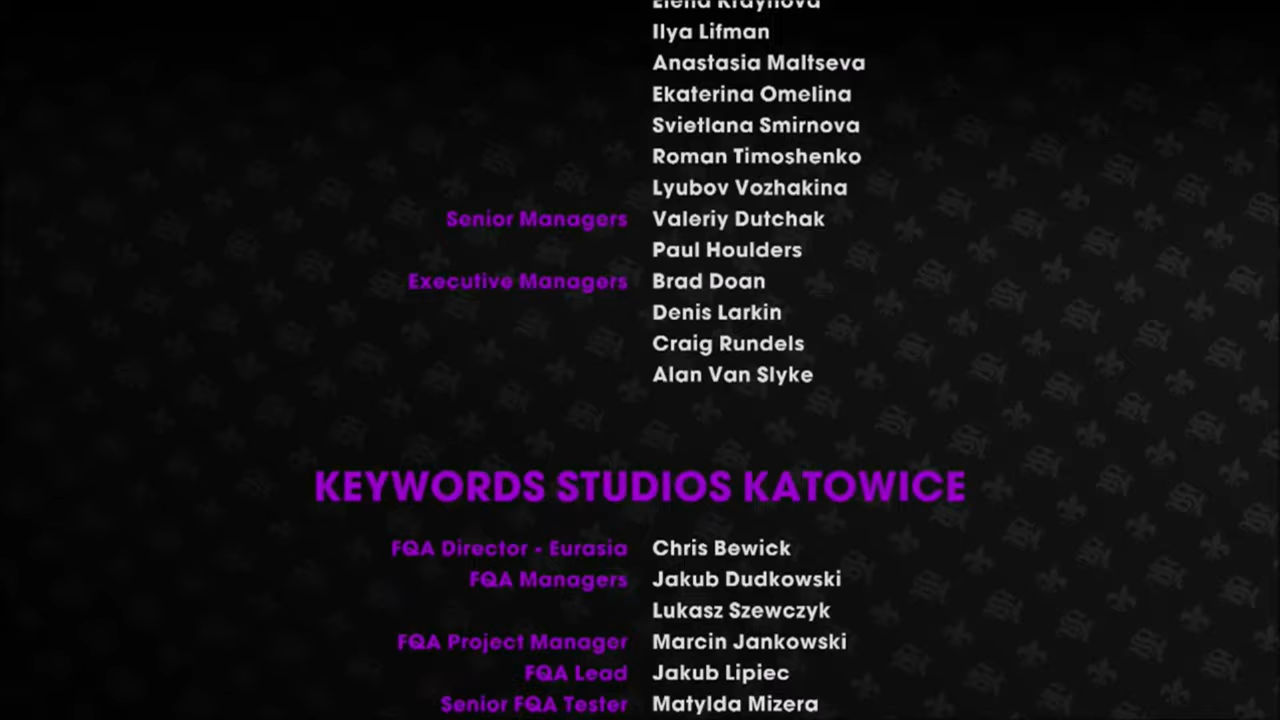 Elena Kraynova
Ilya Lifman
Anastasia Maltseva
Ekaterina Omelina
Svietlana Smirnova
Roman Timoshenko
Lyubov Vozhakina
Senior Managers Valeriy Dutchak
Paul Houlders
Executive Managers Brad Doan
Denis Larkin
Craig Rundels
Alan Van Slyke
KEYWORDS STUDIOS KATOWICE
FQA Director - Eurasia Chris Bewick
FQA Managers Jakub Dudkowski
Lukasz Szewczyk
FQA Project Manager Marcin Jankowski
FQA Lead Jakub Lipiec
Senior FQA Tester Matylda Mizera